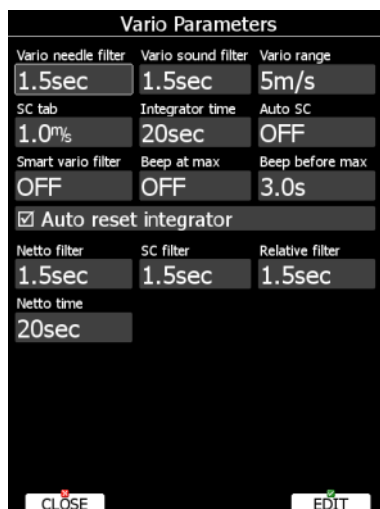 Vario Parameters
Vario needle filter Vario sound filter Vario range
1.5sec 1.5sec 5m/s
SC tab Integrator time Auto SC
1.0m/s 20sec OFF
Smart vario filter Beep at max Beep before max
OFF OFF 3.0s
☑ Auto reset integrator
Netto filter SC filter Relative filter
1.5sec 1.5sec 1.5sec
Netto time
20sec
CLOSE EDIT